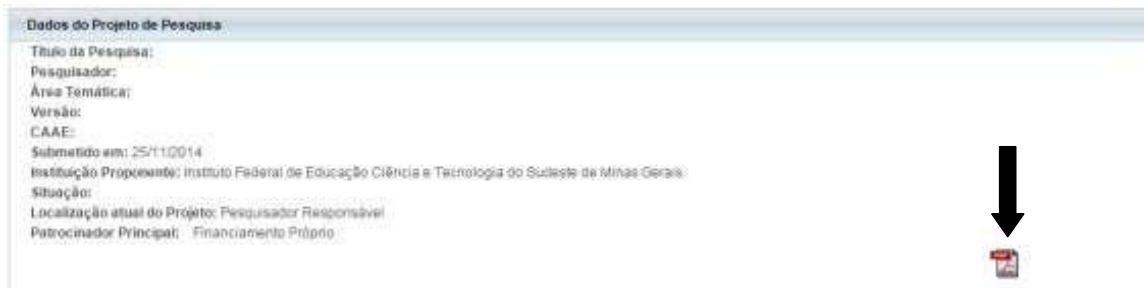 Dados do Projeto de Pesquisa
Título da Pesquisa:
Pesquisador:
Área Temática:
Versão:
CAAE:
Submetido em: 25/11/2014
Instituição Proponente: Instituto Federal de Educação Ciência e Tecnologia do Sudeste de Minas Gerais
Situação:
Localização atual do Projeto: Pesquisador Responsável
Patrocinador Principal: Financiamento Próprio